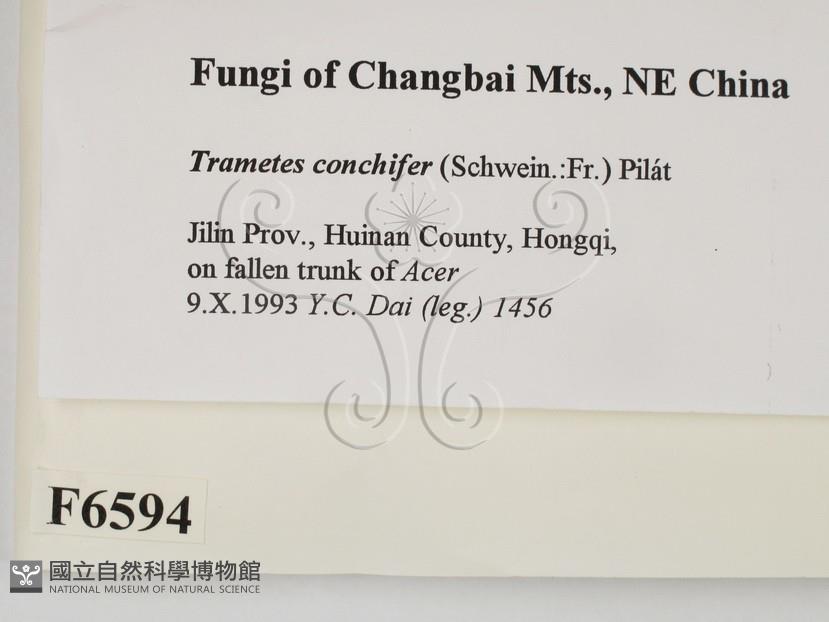 Fungi of Changbai Mts., NE China
Trametes conchifer (Schwein.:Fr.) Pilát
Jilin Prov., Huinan County, Hongqi,
on fallen trunk of Acer
9.X.1993 Y.C. Dai (leg.) 1456
F6594
國立自然科學博物館
NATIONAL MUSEUM OF NATURAL SCIENCE